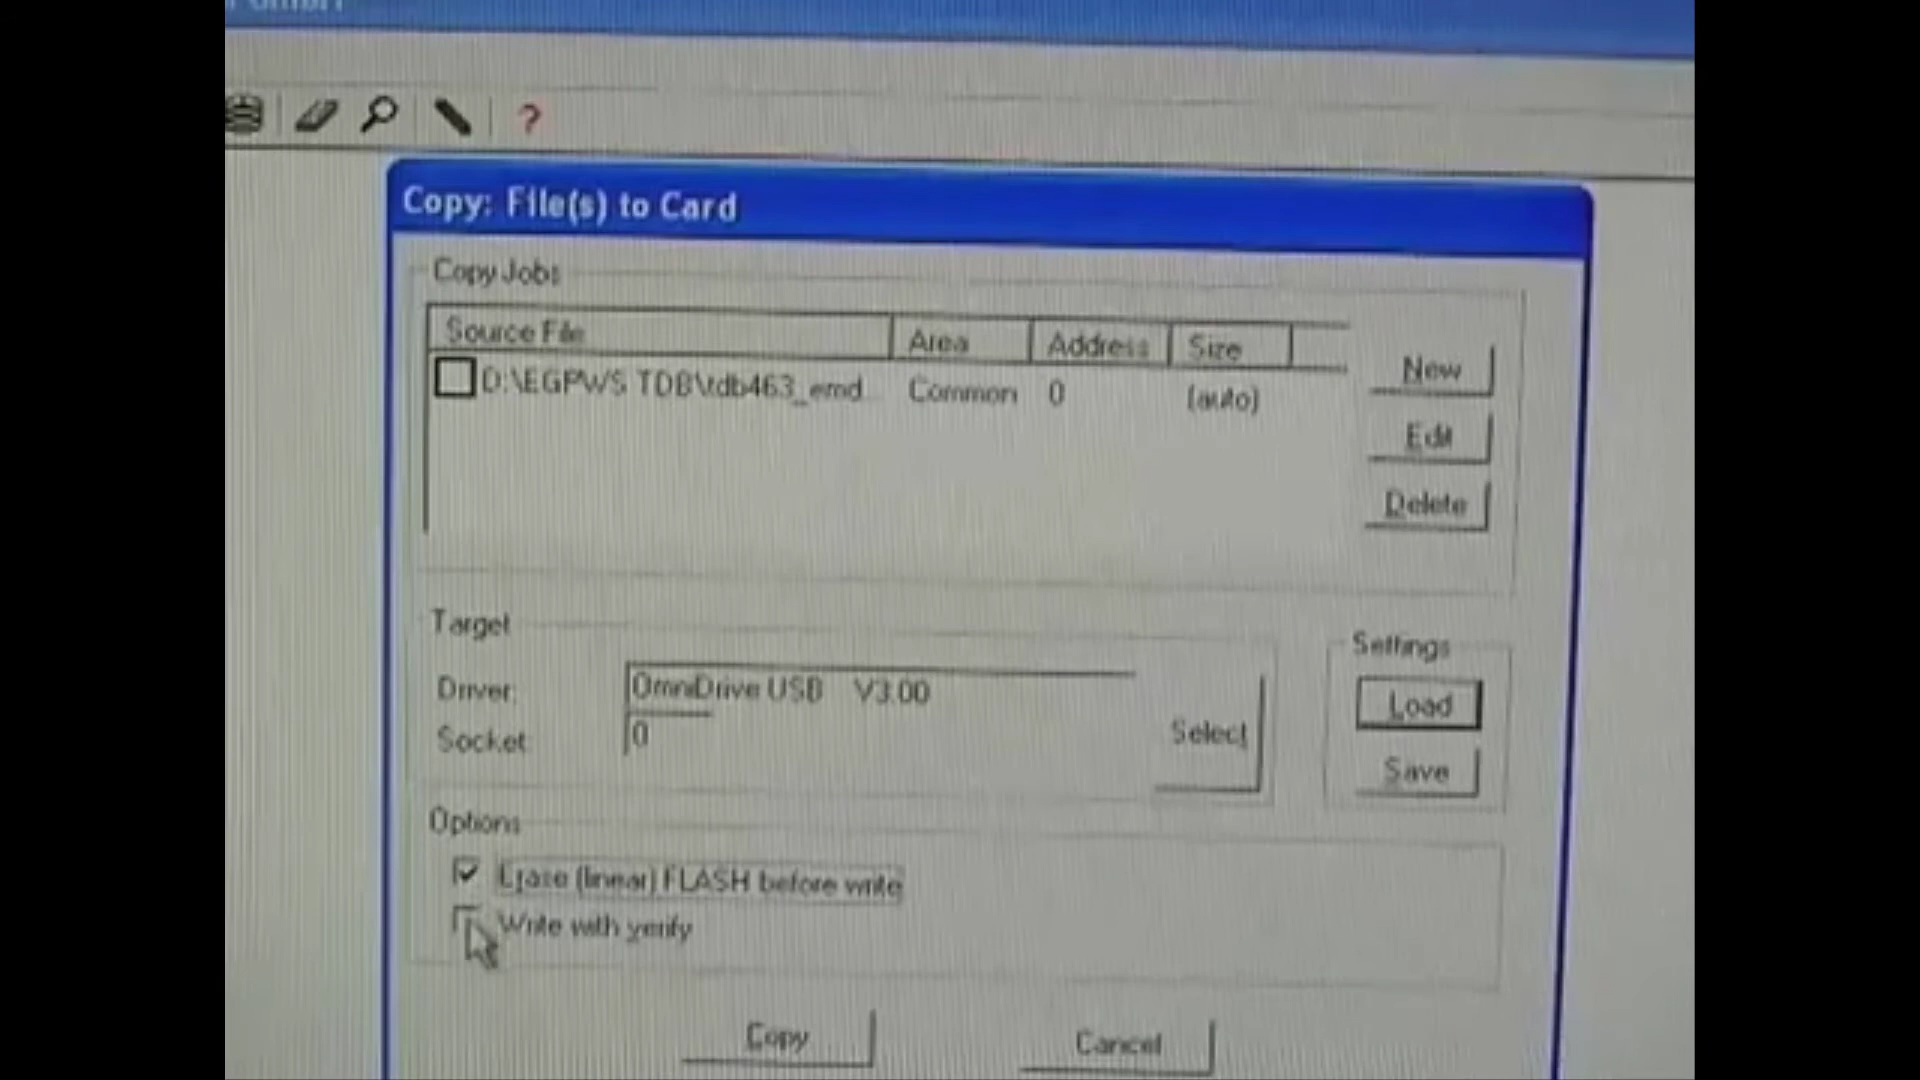 ?
Copy: File(s) to Card
Copy Jobs
Source File Area Address Size
D:\EGPWS TDB\tdb463_emd... Common 0 (auto)
New
Edit
Delete
Target
Settings
Driver: OmniDrive USB V3.00
Load
Socket 0
Select
Save
Options
Erase (linear) FLASH before write
Write with verify
Copy Cancel